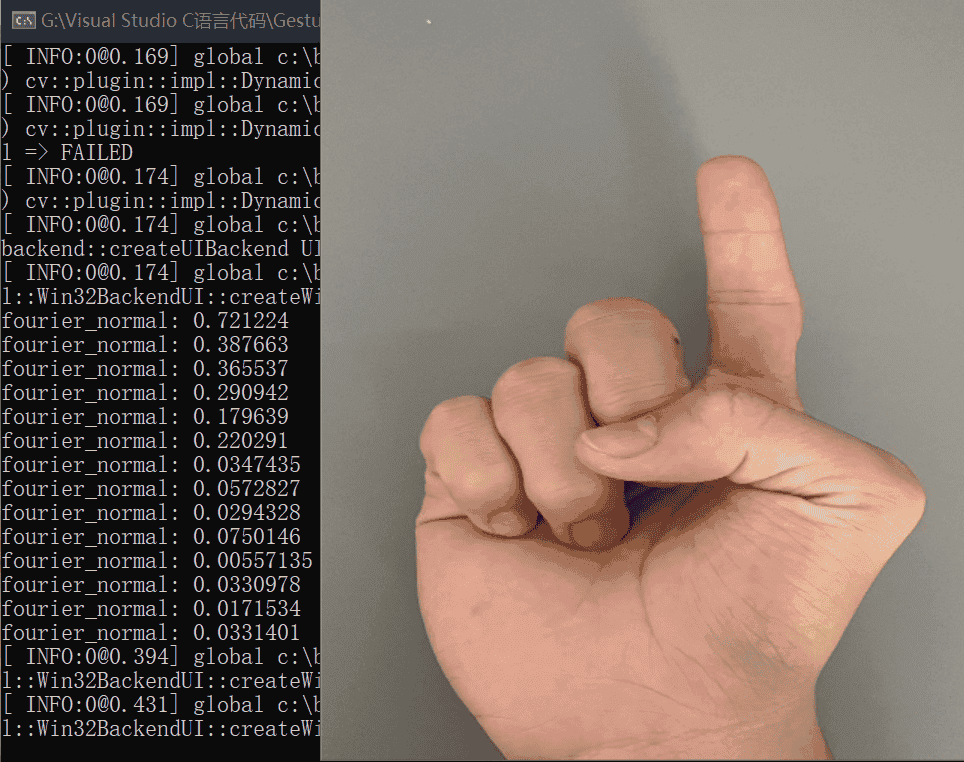 G:\Visual Studio C语言代码\Gestu
[ INFO:0@0.169] global c:\b
) cv::plugin::impl::Dynamic
[ INFO:0@0.169] global c:\b
) cv::plugin::impl::Dynamic
l => FAILED
[ INFO:0@0.174] global c:\b
) cv::plugin::impl::Dynamic
[ INFO:0@0.174] global c:\b
backend::createUIBackend UI
[ INFO:0@0.174] global c:\b
l::Win32BackendUI::createWi
fourier_normal: 0.721224
fourier_normal: 0.387663
fourier_normal: 0.365537
fourier_normal: 0.290942
fourier_normal: 0.179639
fourier_normal: 0.220291
fourier_normal: 0.0347435
fourier_normal: 0.0572827
fourier_normal: 0.0294328
fourier_normal: 0.0750146
fourier_normal: 0.00557135
fourier_normal: 0.0330978
fourier_normal: 0.0171534
fourier_normal: 0.0331401
[ INFO:0@0.394] global c:\b
l::Win32BackendUI::createWi
[ INFO:0@0.431] global c:\b
l::Win32BackendUI::createWi